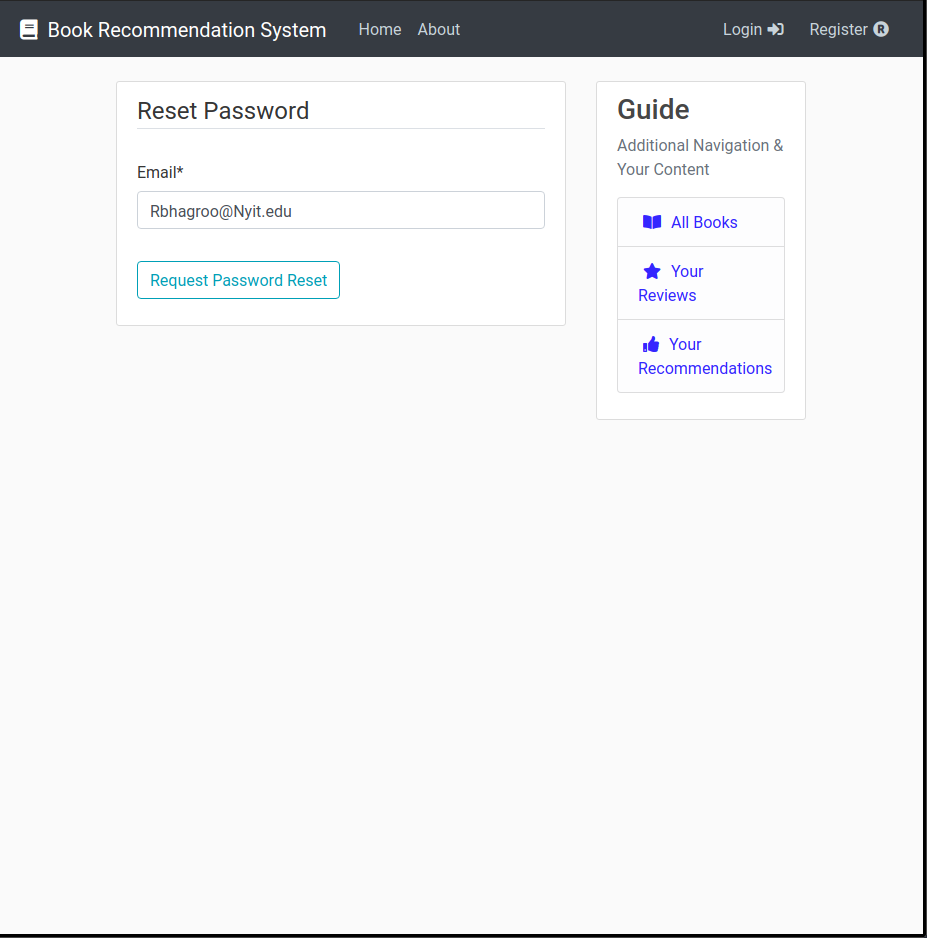 Book Recommendation System Home About Login Register R
Reset Password
Email*
Rbhagroo@Nyit.edu
Request Password Reset
Guide
Additional Navigation &
Your Content
All Books
Your
Reviews
Your
Recommendations